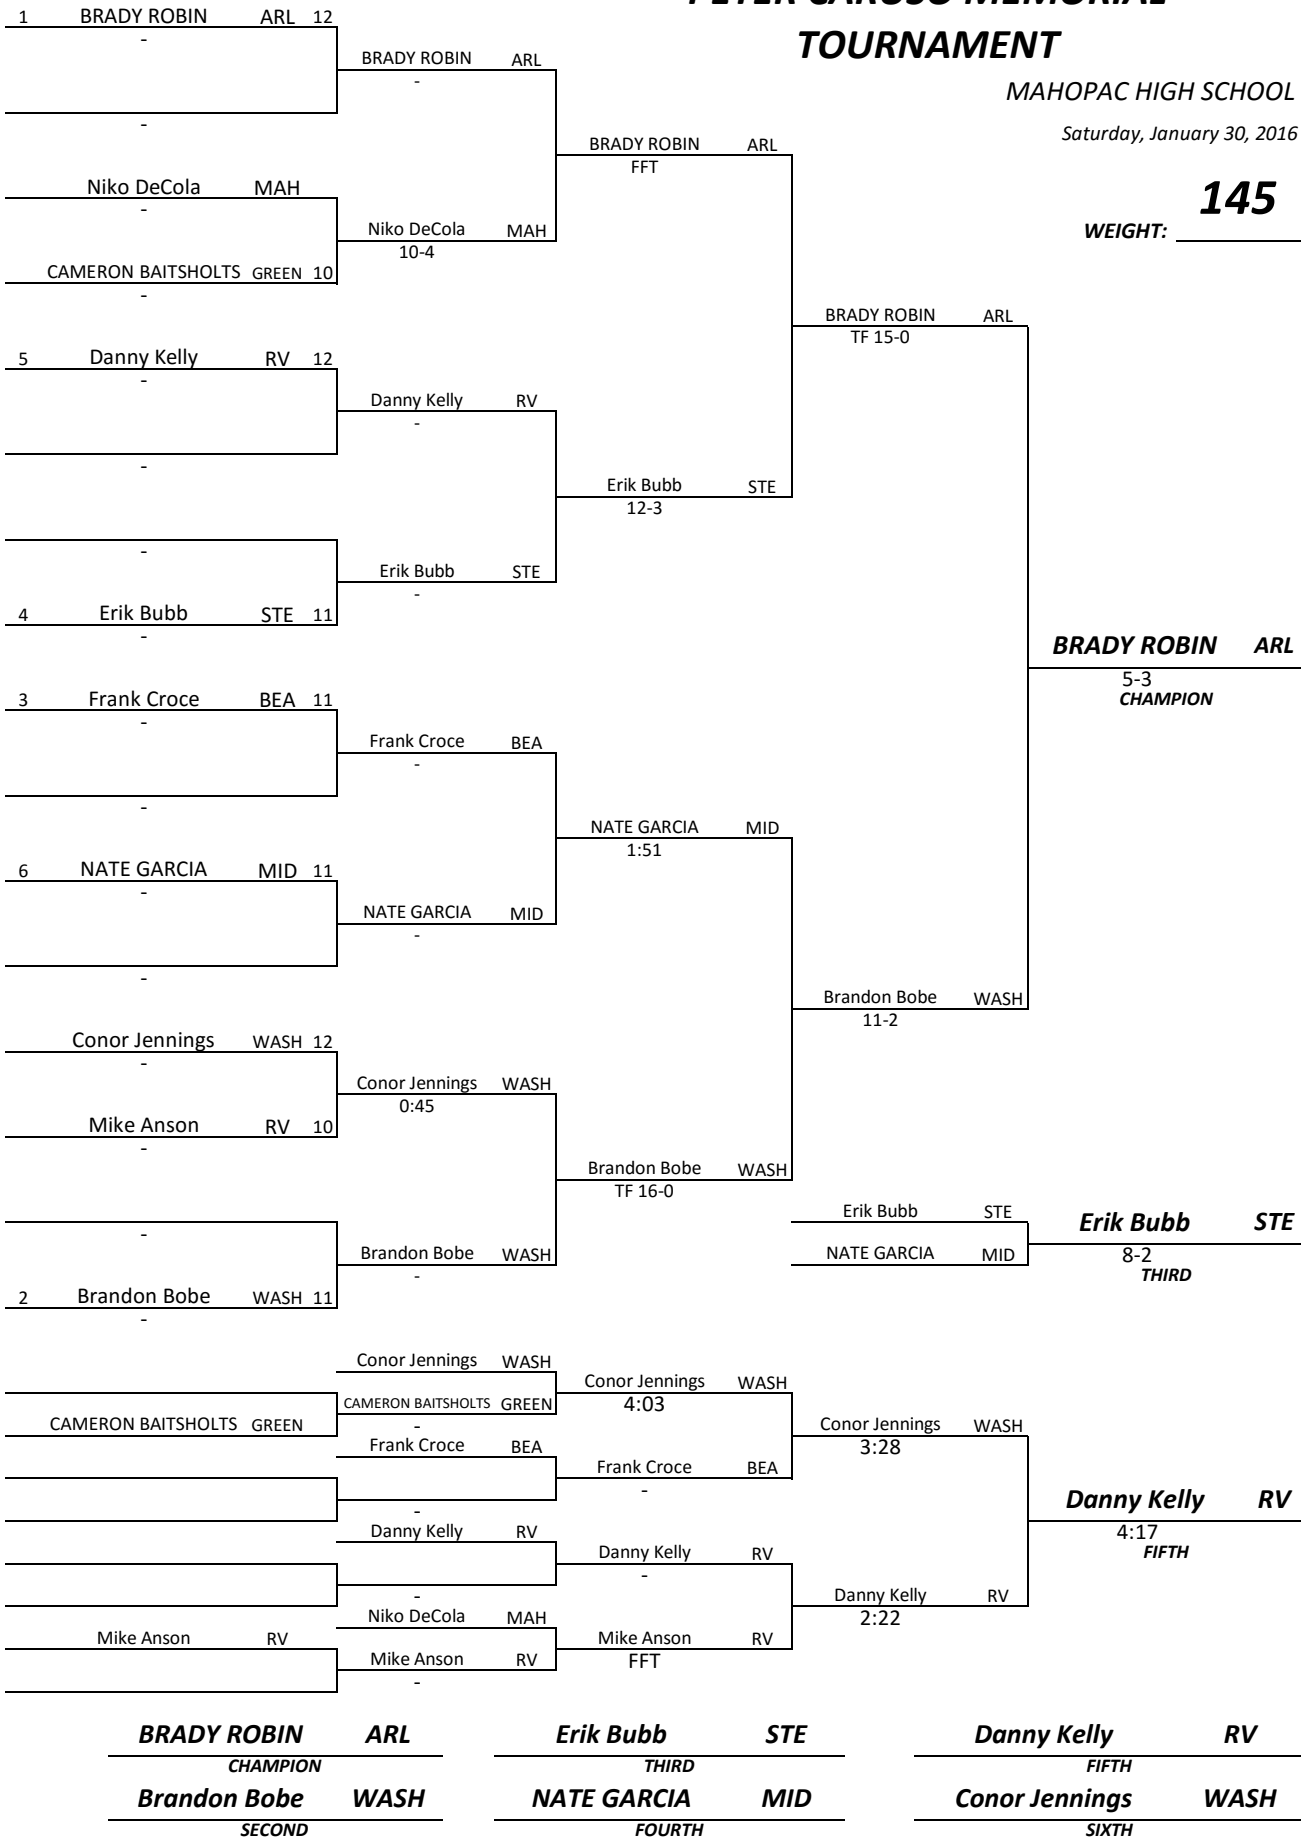 PETER CARUSO MEMORIAL
TOURNAMENT
MAHOPAC HIGH SCHOOL
Saturday, January 30, 2016
WEIGHT: 145
1 BRADY ROBIN ARL 12
-
-
Niko DeCola MAH
-
CAMERON BAITSHOLTS GREEN 10
-
5 Danny Kelly RV 12
-
-
-
4 Erik Bubb STE 11
-
3 Frank Croce BEA 11
-
-
6 NATE GARCIA MID 11
-
-
Conor Jennings WASH 12
-
Mike Anson RV 10
-
-
2 Brandon Bobe WASH 11
-
BRADY ROBIN ARL
-
Niko DeCola MAH
10-4
Danny Kelly RV
-
Erik Bubb STE
-
Frank Croce BEA
-
NATE GARCIA MID
-
Conor Jennings WASH
0:45
Brandon Bobe WASH
-
BRADY ROBIN ARL
FFT
Erik Bubb STE
12-3
NATE GARCIA MID
1:51
Brandon Bobe WASH
TF 16-0
BRADY ROBIN ARL
TF 15-0
Brandon Bobe WASH
11-2
BRADY ROBIN ARL
5-3
CHAMPION
Erik Bubb STE
NATE GARCIA MID
Erik Bubb STE
8-2
THIRD
CAMERON BAITSHOLTS GREEN
Mike Anson RV
Conor Jennings WASH
CAMERON BAITSHOLTS GREEN
-
Frank Croce BEA
-
Danny Kelly RV
-
Niko DeCola MAH
Mike Anson RV
-
Conor Jennings WASH
4:03
Frank Croce BEA
-
Danny Kelly RV
-
Mike Anson RV
FFT
Conor Jennings WASH
3:28
Danny Kelly RV
2:22
Danny Kelly RV
4:17
FIFTH
BRADY ROBIN ARL
CHAMPION
Brandon Bobe WASH
SECOND
Erik Bubb STE
THIRD
NATE GARCIA MID
FOURTH
Danny Kelly RV
FIFTH
Conor Jennings WASH
SIXTH